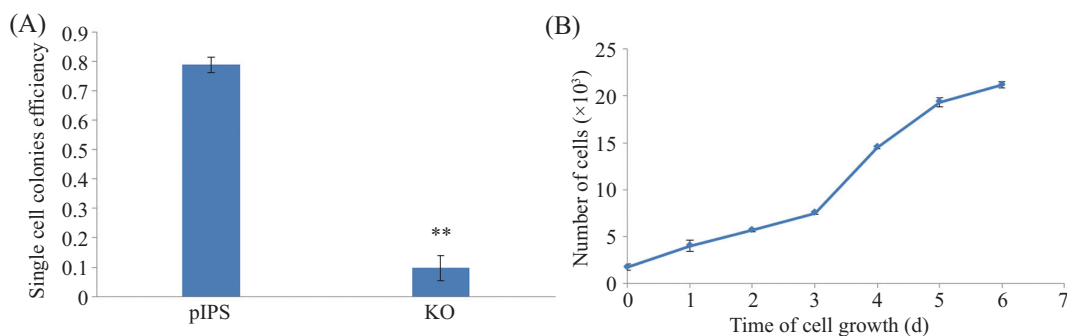 (A)
Single cell colonies efficiency
0.9
0.8
0.7
0.6
0.5
0.4
0.3
0.2
0.1
0
**
pIPS
KO
(B)
Number of cells (×10³)
25
20
15
10
5
0
0 1 2 3 4 5 6 7
Time of cell growth (d)